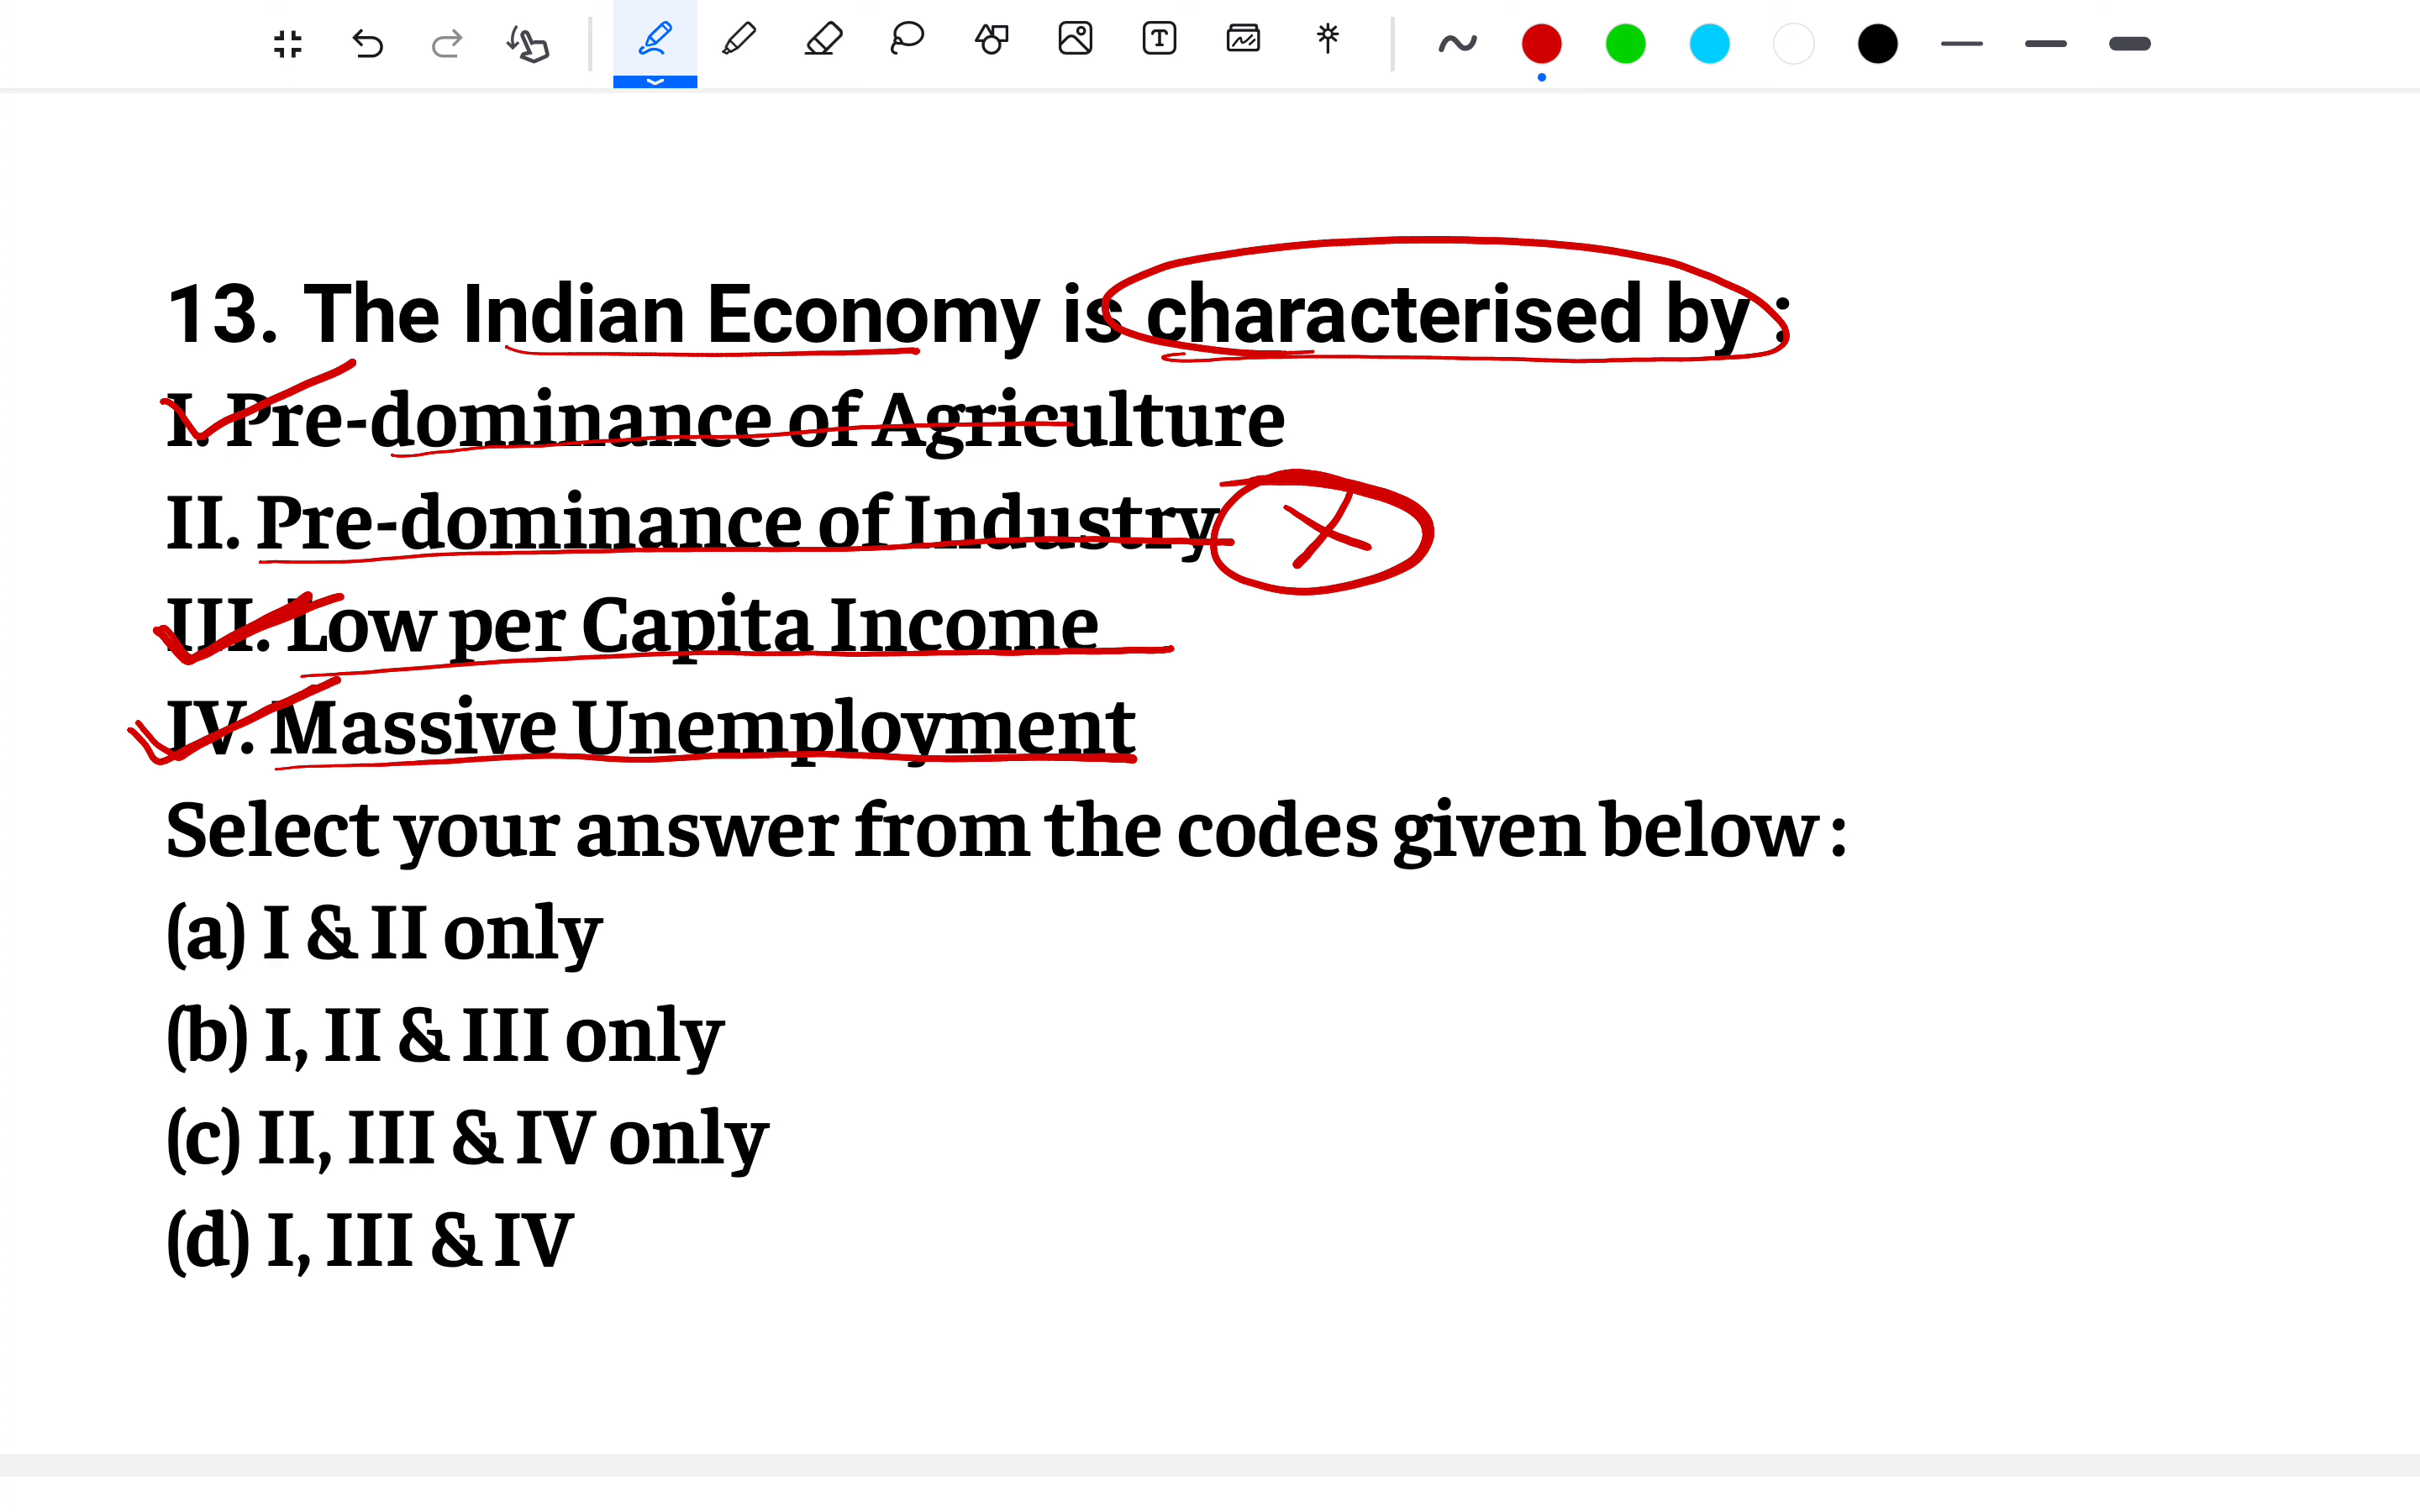 13. The Indian Economy is characterised by :
I. Pre-dominance of Agriculture
II. Pre-dominance of Industry
III. Low per Capita Income
IV. Massive Unemployment
Select your answer from the codes given below :
(a) I & II only
(b) I, II & III only
(c) II, III & IV only
(d) I, III & IV